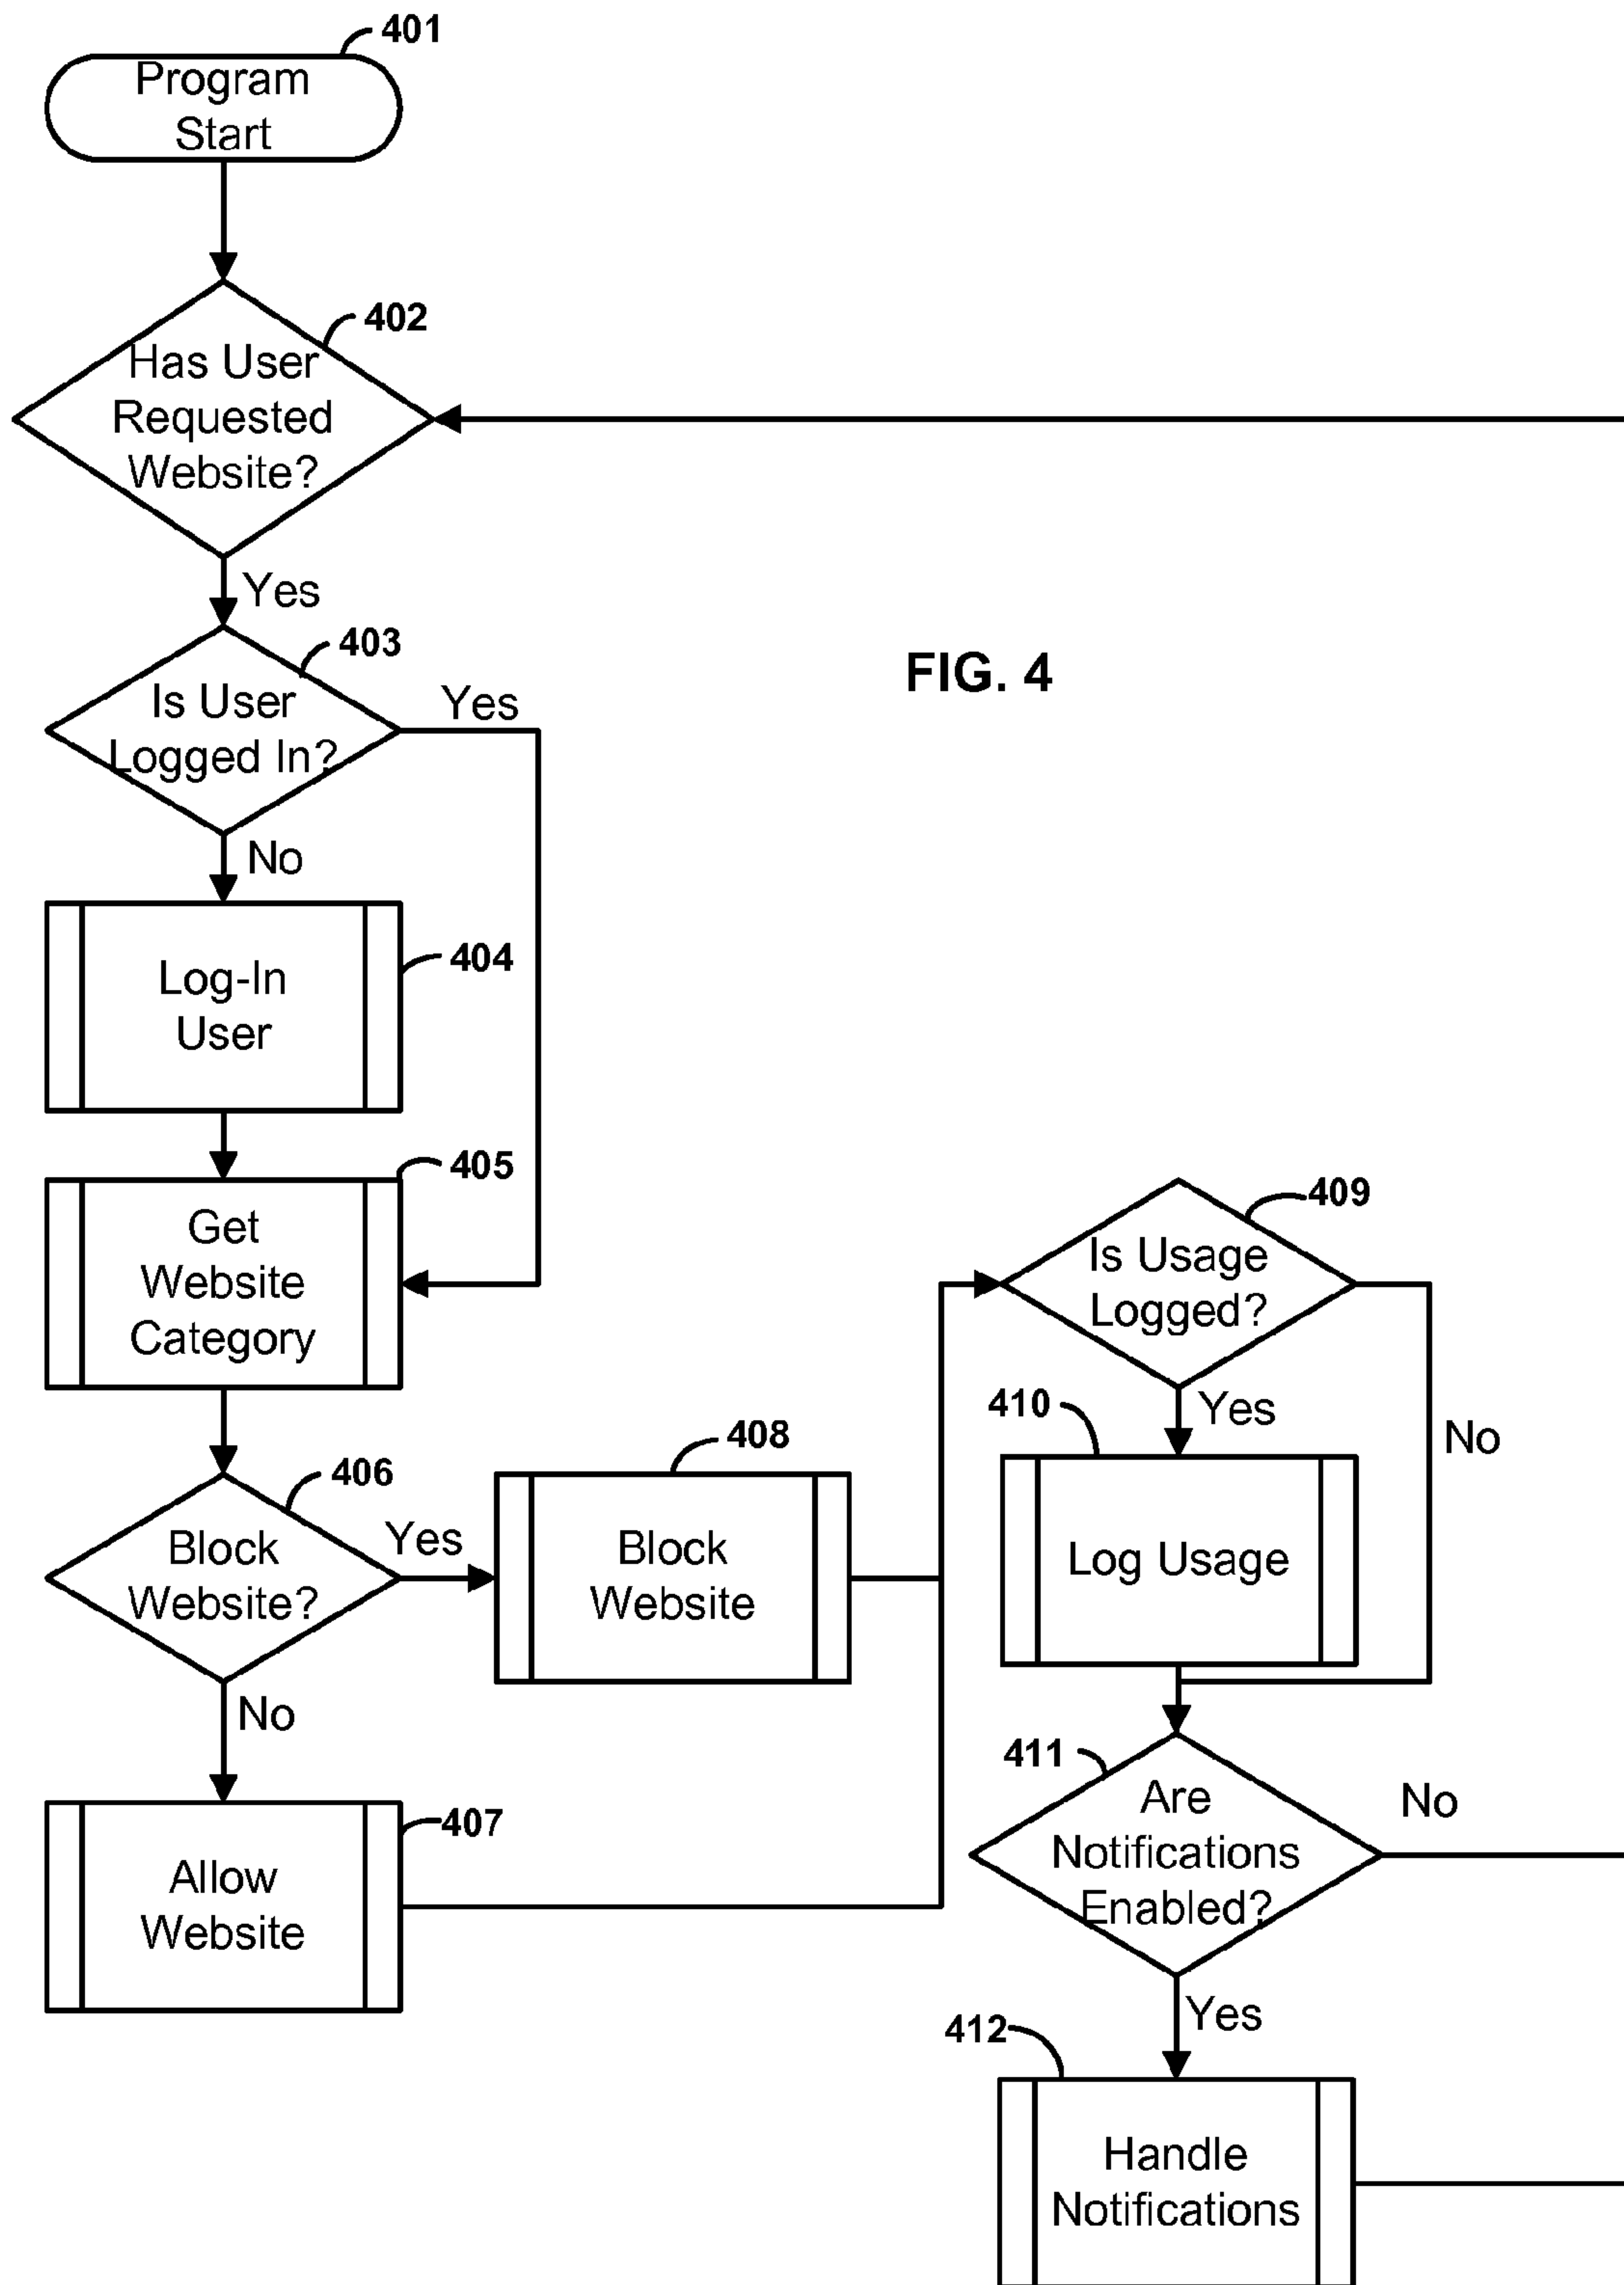 401
Program
Start
402
Has User
Requested
Website?
Yes
403
Is User
Logged In?
Yes
No
FIG. 4
404
Log-In
User
405
Get
Website
Category
406
Block
Website?
Yes
No
408
Block
Website
407
Allow
Website
409
Is Usage
Logged?
Yes
No
410
Log Usage
411
Are
Notifications
Enabled?
No
Yes
412
Handle
Notifications